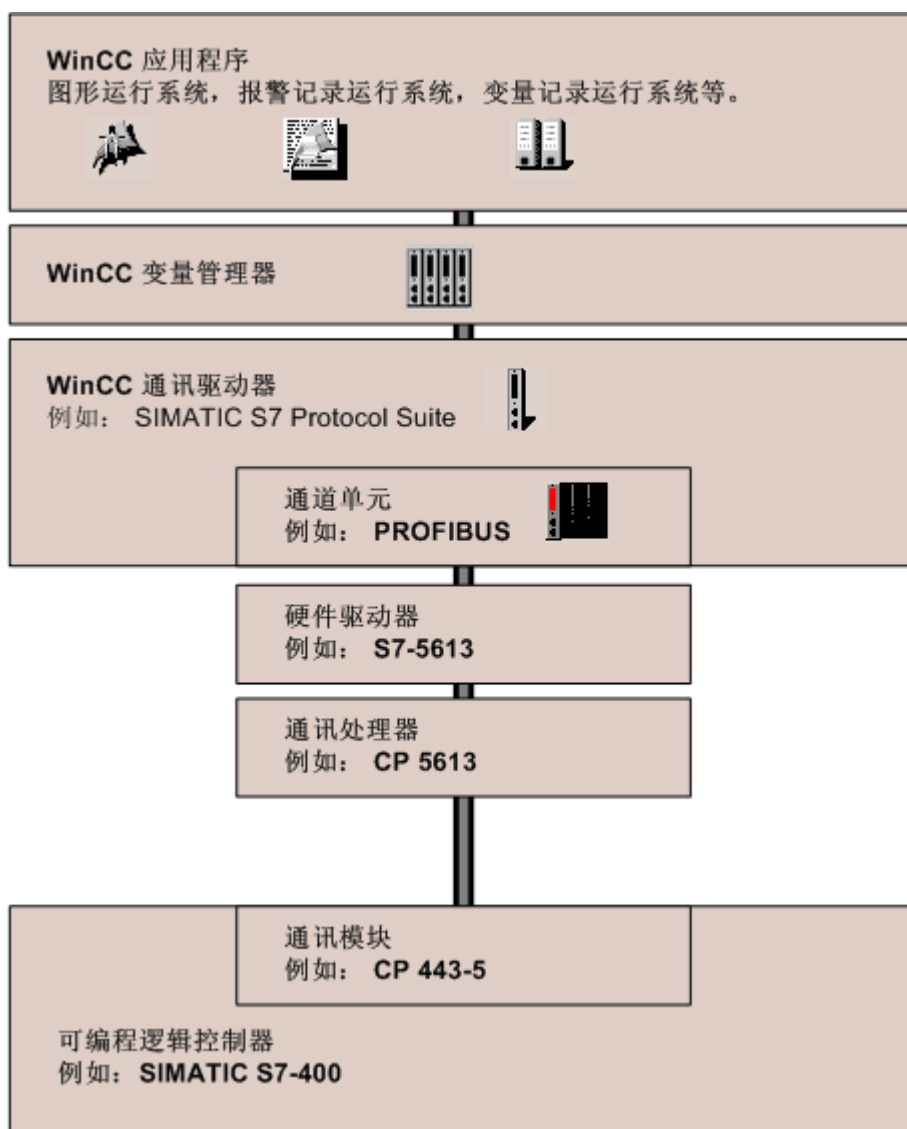 WinCC 应用程序
图形运行系统，报警记录运行系统，变量记录运行系统等。
WinCC 变量管理器
WinCC 通讯驱动器
例如： SIMATIC S7 Protocol Suite
通道单元
例如： PROFIBUS
硬件驱动器
例如： S7-5613
通讯处理器
例如： CP 5613
通讯模块
例如： CP 443-5
可编程逻辑控制器
例如：SIMATIC S7-400